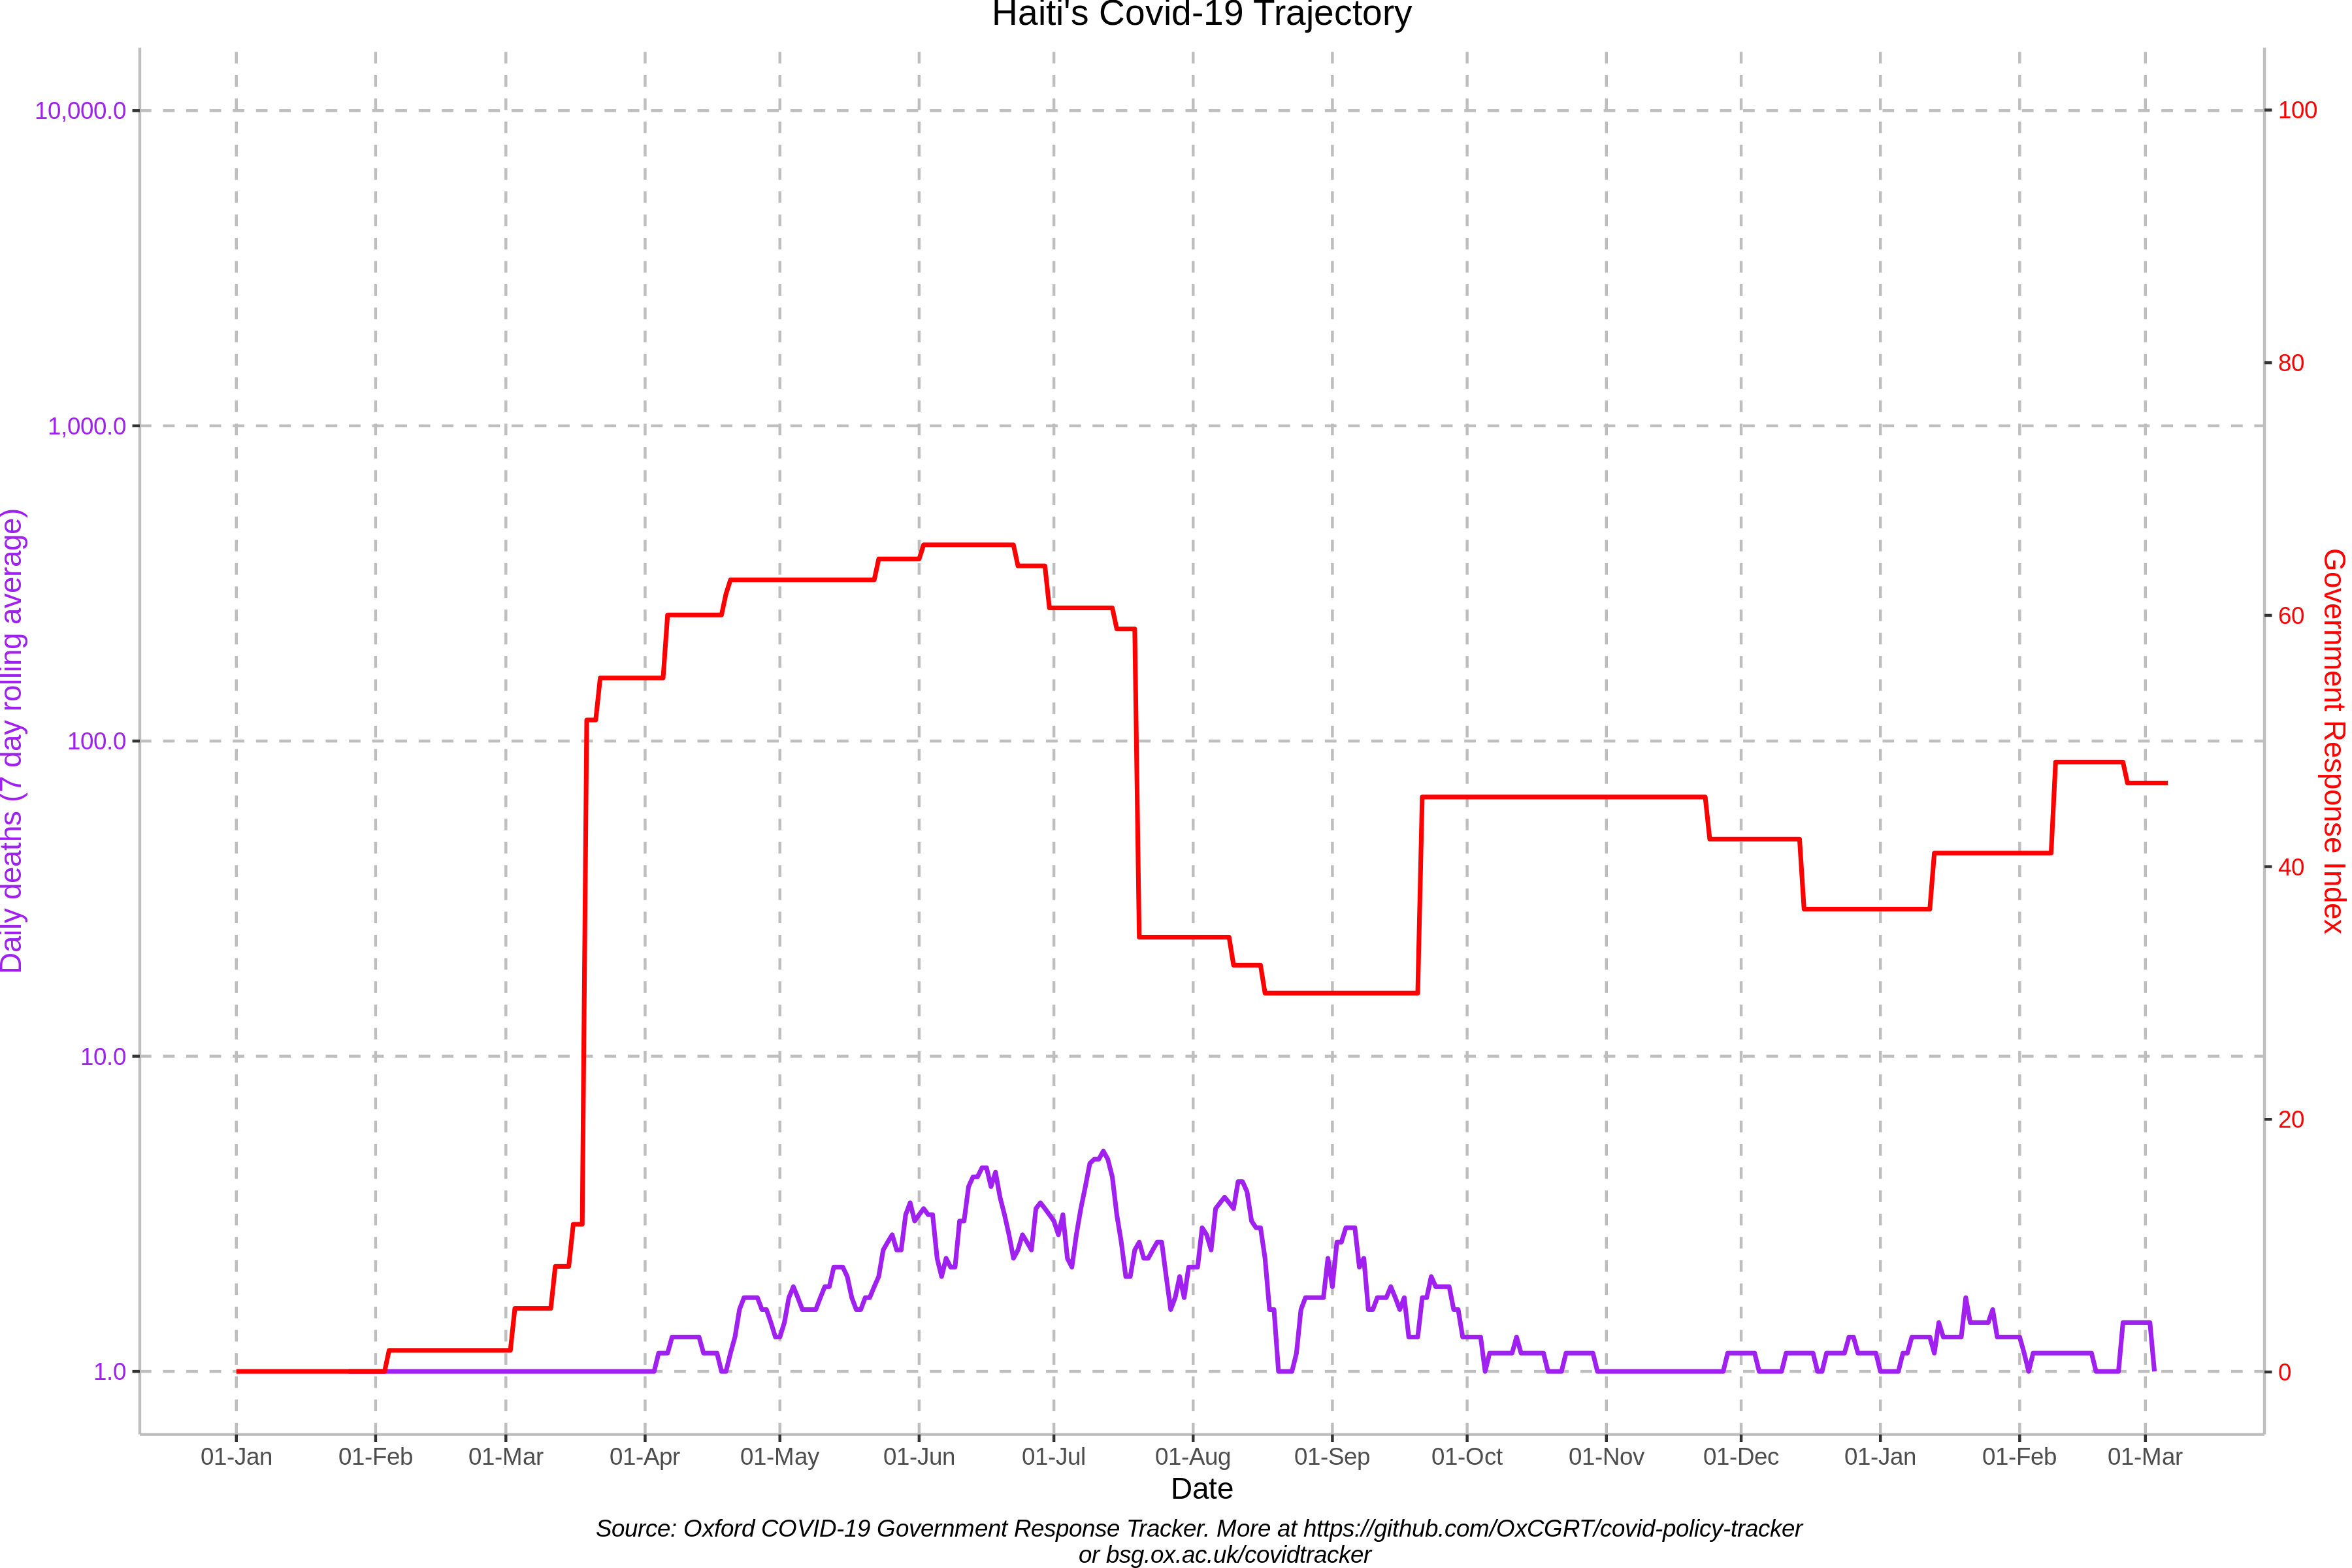 Haiti's Covid-19 Trajectory
10,000.0
1,000.0
100.0
10.0
1.0
Daily deaths (7 day rolling average)
100
80
60
40
20
0
Government Response Index
01-Jan
01-Feb
01-Mar
01-Apr
01-May
01-Jun
01-Jul
01-Aug
01-Sep
01-Oct
01-Nov
01-Dec
01-Jan
01-Feb
01-Mar
Date
Source: Oxford COVID-19 Government Response Tracker. More at https://github.com/OxCGRT/covid-policy-tracker
or bsg.ox.ac.uk/covidtracker